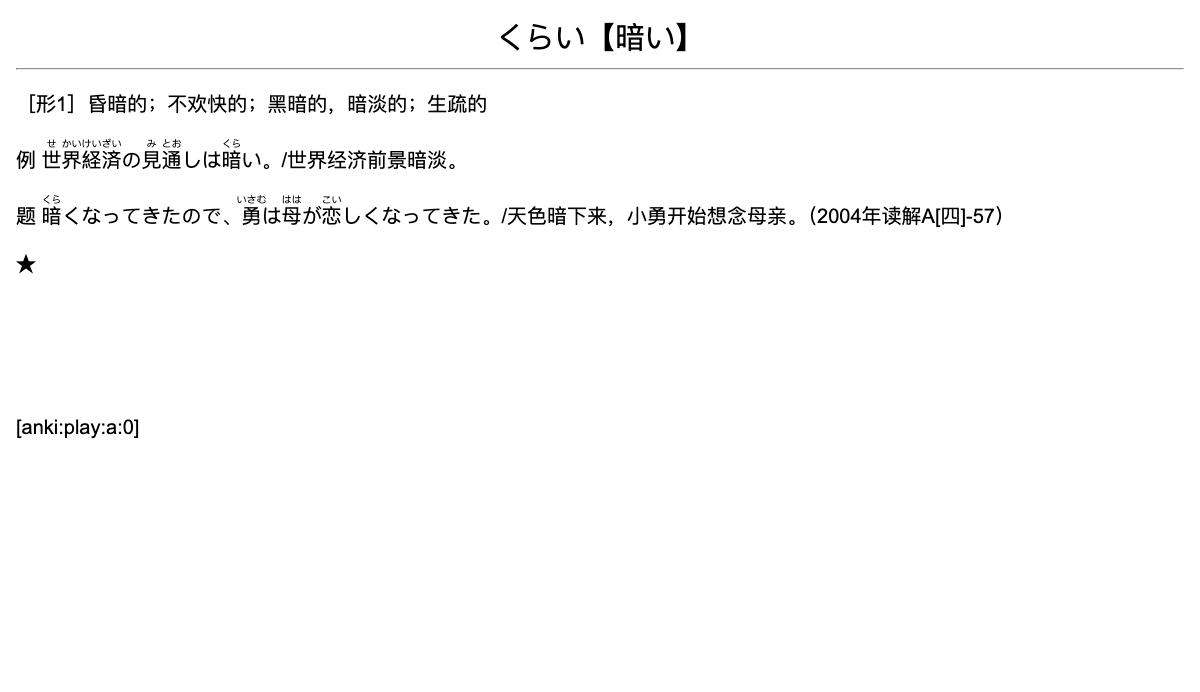 くらい【暗い】
［形1］昏暗的；不欢快的；黑暗的，暗淡的；生疏的
せ かいけいざい み とお くら
例 世界経済の見通しは暗い。/世界经济前景暗淡。
くら いさむ はは こい
题 暗くなってきたので、勇は母が恋しくなってきた。/天色暗下来，小勇开始想念母亲。（2004年读解A[四]-57）
★
[anki:play:a:0]